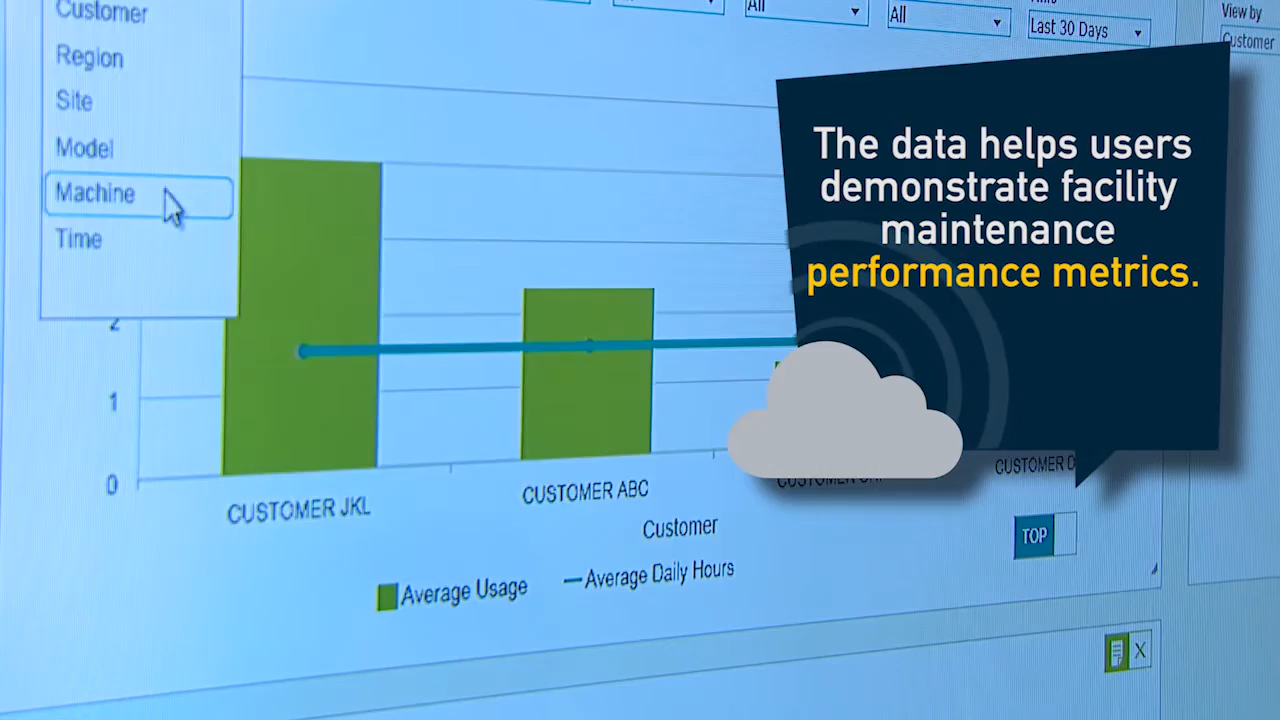 Customer
Region
Site
Model
Machine
Time
All
All
Last 30 Days
View by
Customer
The data helps users
demonstrate facility
maintenance
performance metrics.
2
1
0
CUSTOMER JKL
CUSTOMER ABC
CUSTOMER
Customer
TOP
Average Usage
Average Daily Hours
X